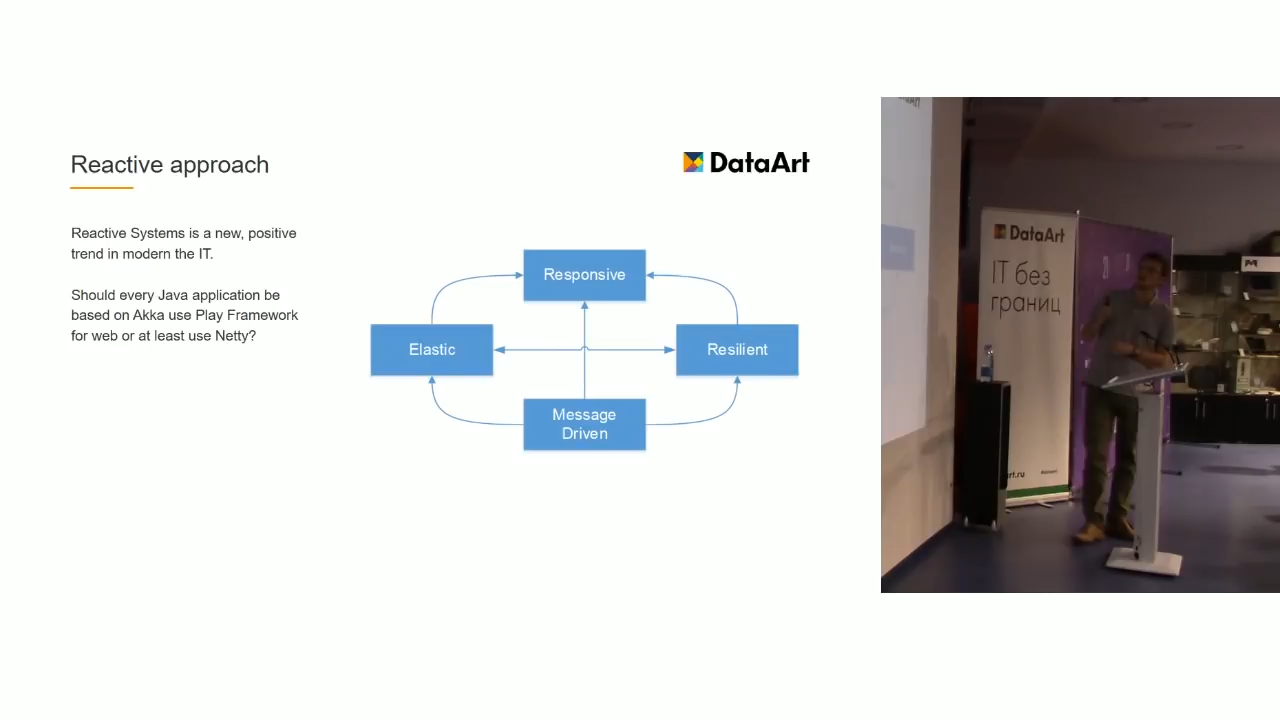 Reactive approach
DataArt
Reactive Systems is a new, positive
trend in modern the IT.
Should every Java application be
based on Akka use Play Framework
for web or at least use Netty?
Responsive
Elastic
Resilient
Message
Driven
DataArt
IT без
границ